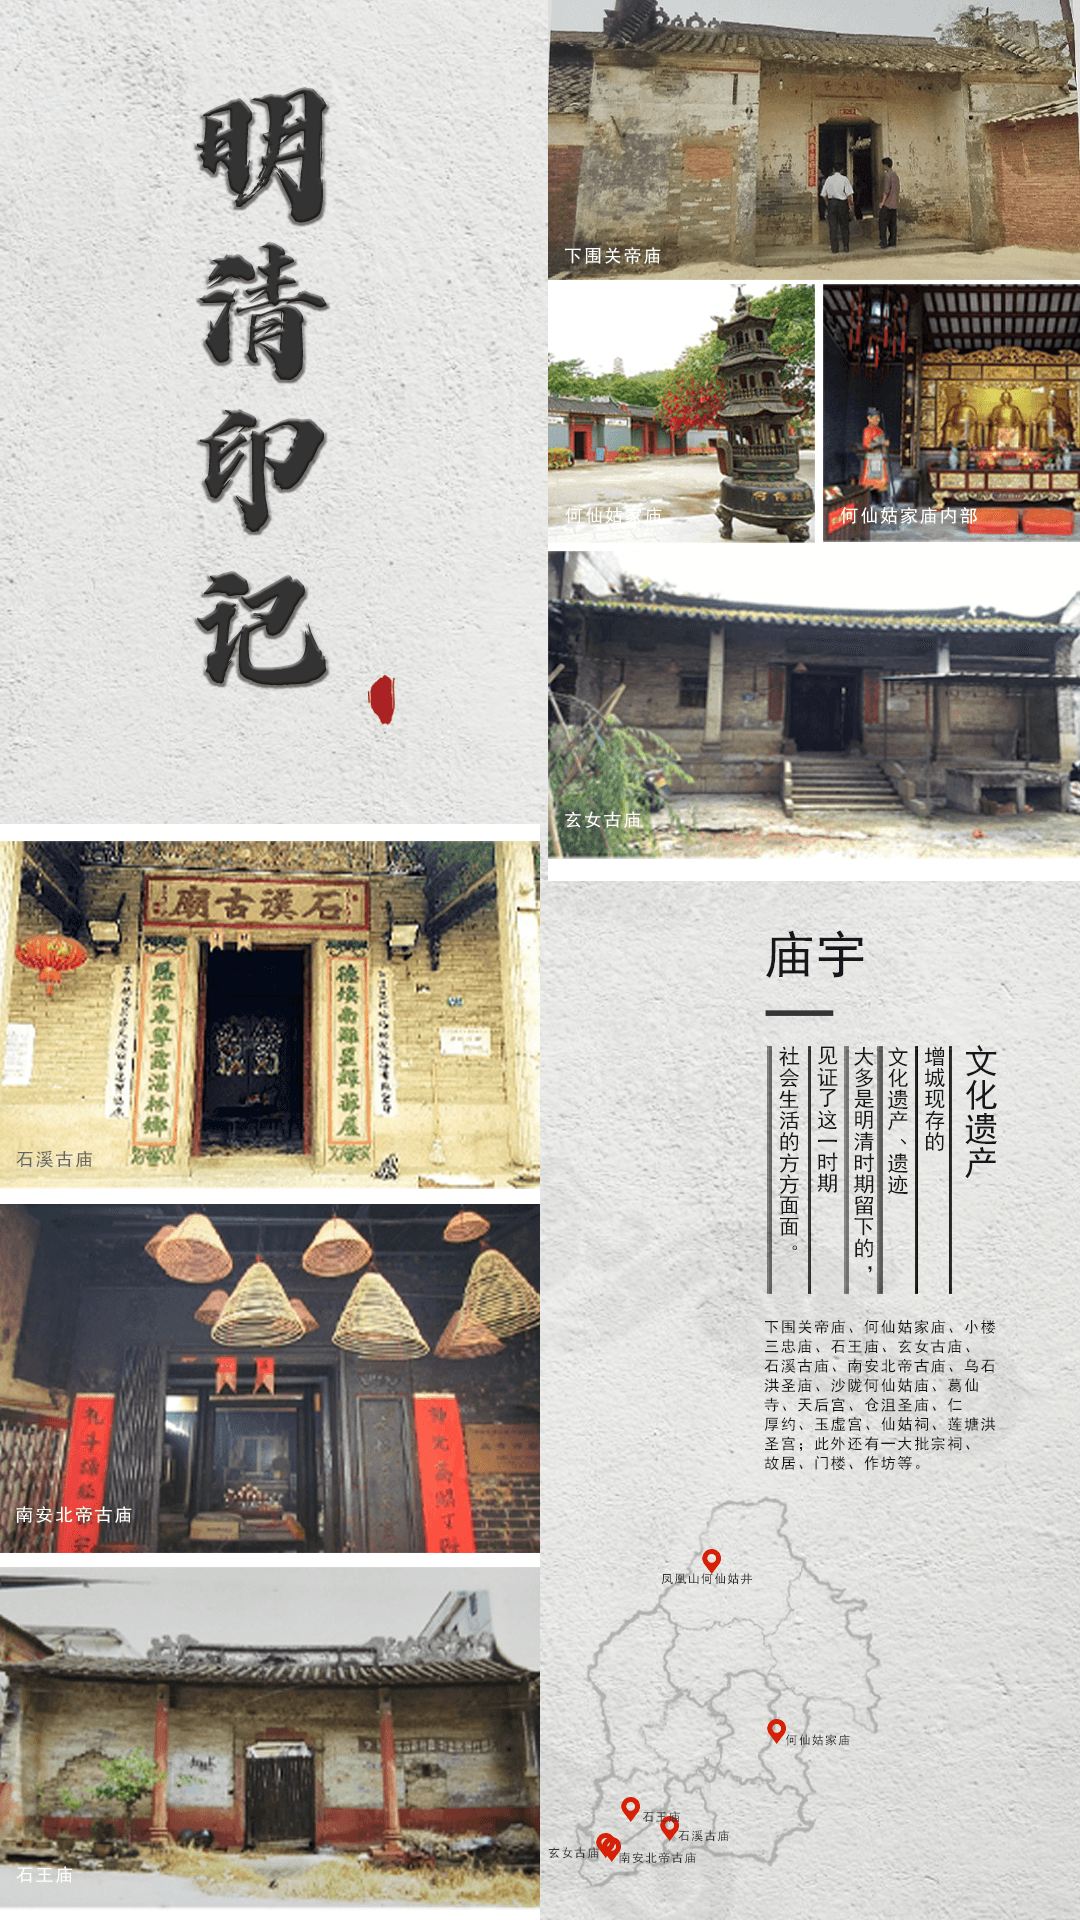 明清印记
下围关帝庙
何仙姑家庙
何仙姑
何仙姑家庙内部
玄女古庙
石溪古庙
廟古溪石
南安北帝古庙
石王庙
庙宇
文化遗产
增城现存的
文化遗产、遗迹
大多是明清时期留下的，
见证了这一时期
社会生活的方方面面。
下围关帝庙、何仙姑家庙、小楼
三忠庙、石王庙、玄女古庙、
石溪古庙、南安北帝古庙、乌石
洪圣庙、沙陇何仙姑庙、葛仙
寺、天后宫、仓沮圣庙、仁
厚约、玉虚宫、仙姑祠、莲塘洪
圣宫；此外还有一大批宗祠、
故居、门楼、作坊等。
凤凰山何仙姑井
何仙姑家庙
石王庙
石溪古庙
玄女古庙
南安北帝古庙